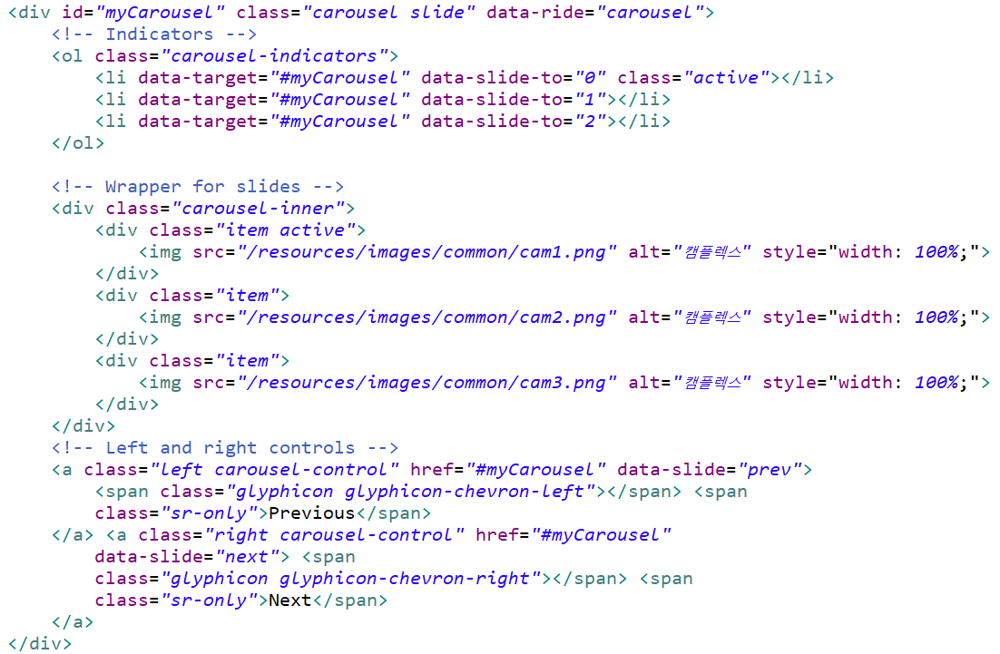 <div id="myCarousel" class="carousel slide" data-ride="carousel">
    <!-- Indicators -->
    <ol class="carousel-indicators">
        <li data-target="#myCarousel" data-slide-to="0" class="active"></li>
        <li data-target="#myCarousel" data-slide-to="1"></li>
        <li data-target="#myCarousel" data-slide-to="2"></li>
    </ol>

    <!-- Wrapper for slides -->
    <div class="carousel-inner">
        <div class="item active">
            <img src="/resources/images/common/cam1.png" alt="캠플렉스" style="width: 100%;">
        </div>
        <div class="item">
            <img src="/resources/images/common/cam2.png" alt="캠플렉스" style="width: 100%;">
        </div>
        <div class="item">
            <img src="/resources/images/common/cam3.png" alt="캠플렉스" style="width: 100%;">
        </div>
    </div>
    <!-- Left and right controls -->
    <a class="left carousel-control" href="#myCarousel" data-slide="prev">
        <span class="glyphicon glyphicon-chevron-left"></span> <span
        class="sr-only">Previous</span>
    </a> <a class="right carousel-control" href="#myCarousel"
        data-slide="next"> <span
        class="glyphicon glyphicon-chevron-right"></span> <span
        class="sr-only">Next</span>
    </a>
</div>